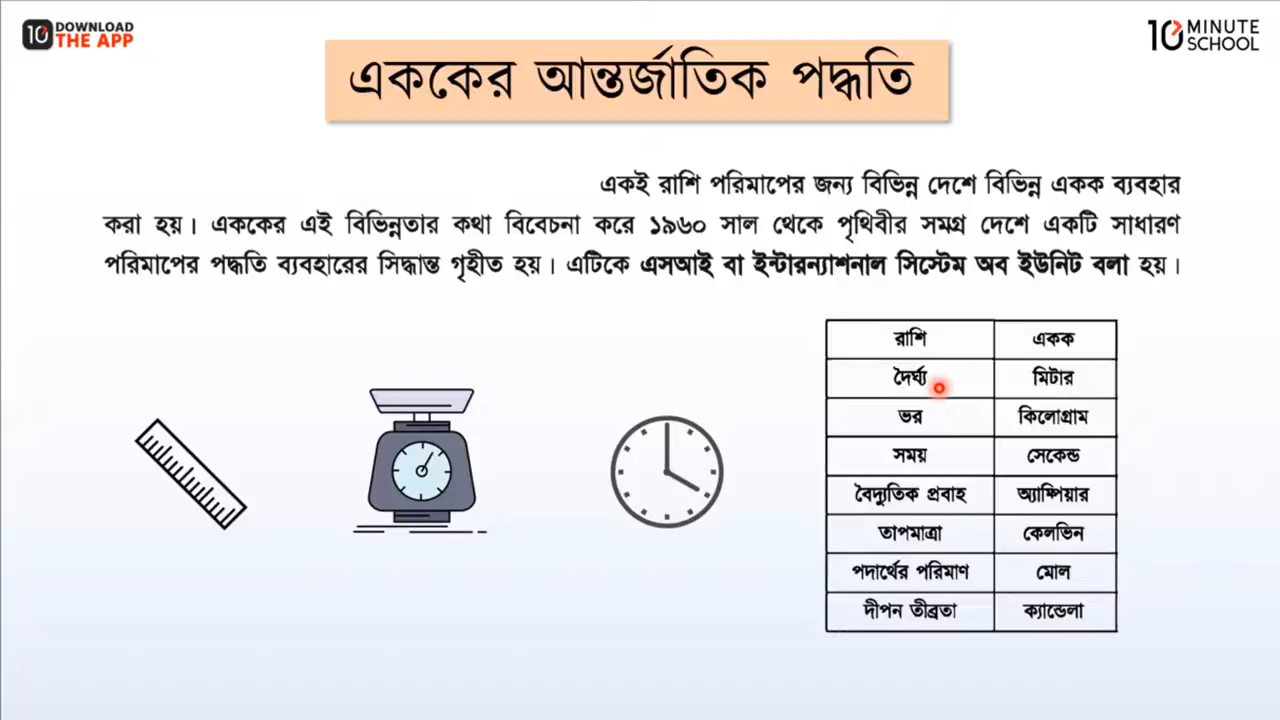 10 DOWNLOAD
THE APP
10 MINUTE
SCHOOL
এককের আন্তর্জাতিক পদ্ধতি
একই রাশি পরিমাপের জন্য বিভিন্ন দেশে বিভিন্ন একক ব্যবহার
করা হয়। এককের এই বিভিন্নতার কথা বিবেচনা করে ১৯৬০ সাল থেকে পৃথিবীর সমগ্র দেশে একটি সাধারণ
পরিমাপের পদ্ধতি ব্যবহারের সিদ্ধান্ত গৃহীত হয়। এটিকে এসআই বা ইন্টারন্যাশনাল সিস্টেম অব ইউনিট বলা হয়।
রাশি একক
দৈর্ঘ্য মিটার
ভর কিলোগ্রাম
সময় সেকেন্ড
বৈদ্যুতিক প্রবাহ অ্যাম্পিয়ার
তাপমাত্রা কেলভিন
পদার্থের পরিমাণ মোল
দীপন তীব্রতা ক্যান্ডেলা